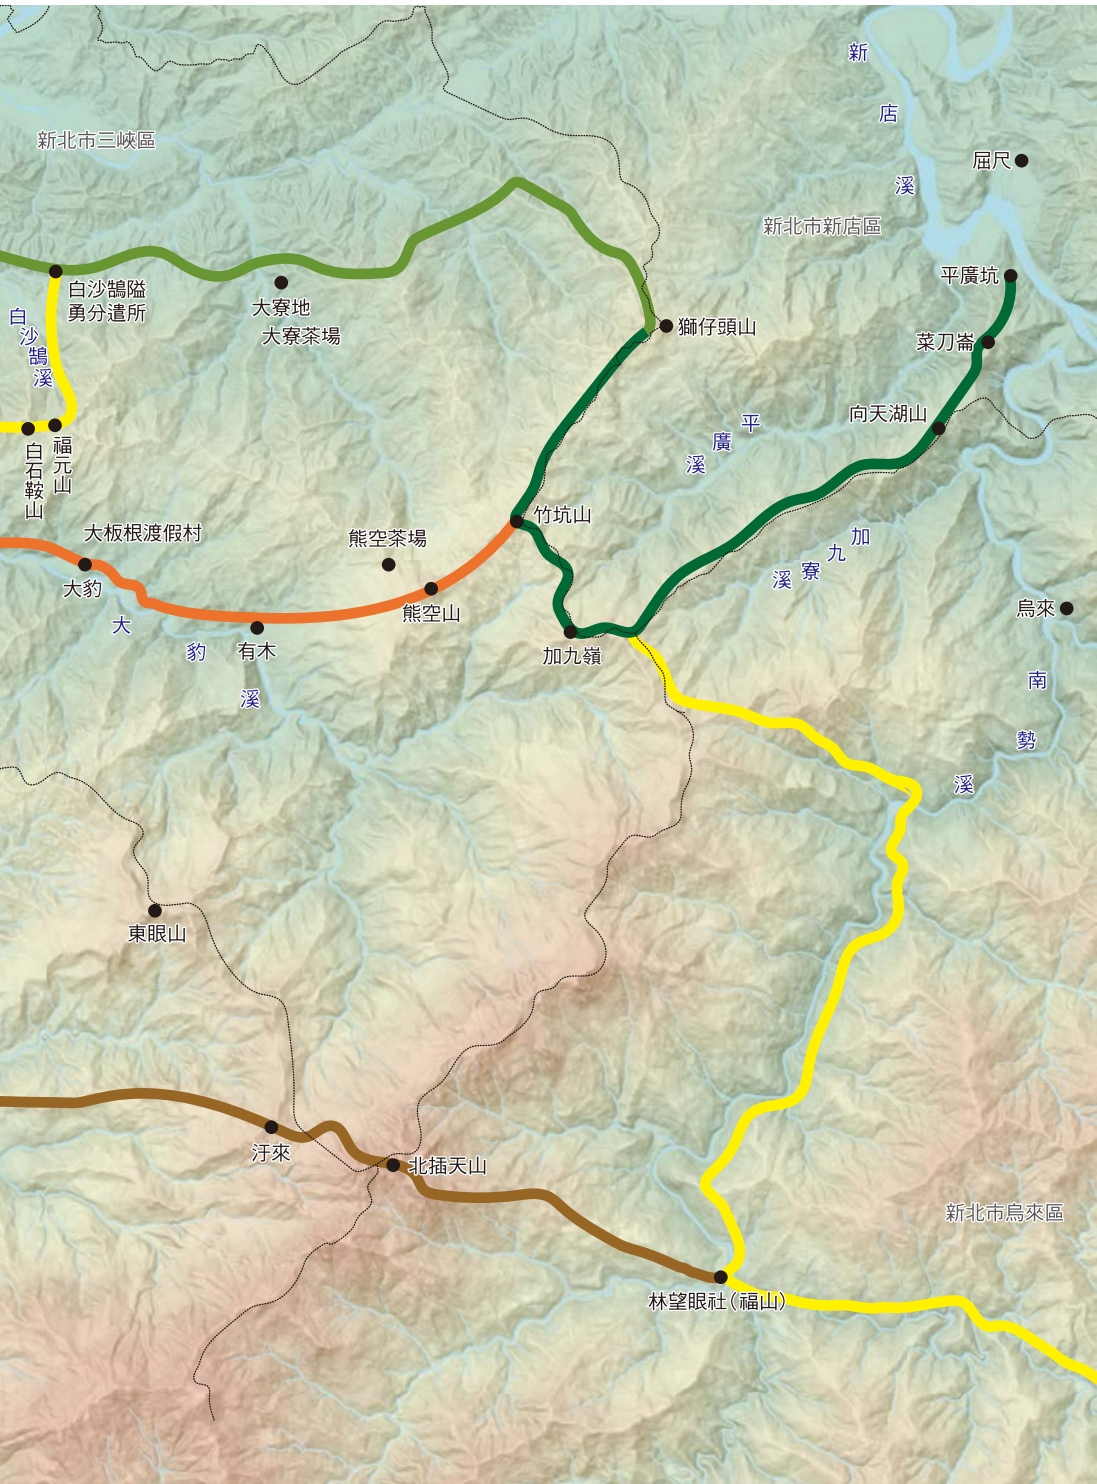 新店溪
新北市三峽區
屈尺
新北市新店區
平廣坑
白沙鵠隘
勇分遣所
大寮地
大寮茶場
獅仔頭山
白沙鵠溪
菜刀崙
向天湖山
平廣溪
福元山
白石鞍山
竹坑山
大板根渡假村
熊空茶場
加九寮溪
大豹
熊空山
烏來
大豹溪
有木
加九嶺
南勢溪
東眼山
汙來
北插天山
新北市烏來區
林望眼社（福山）